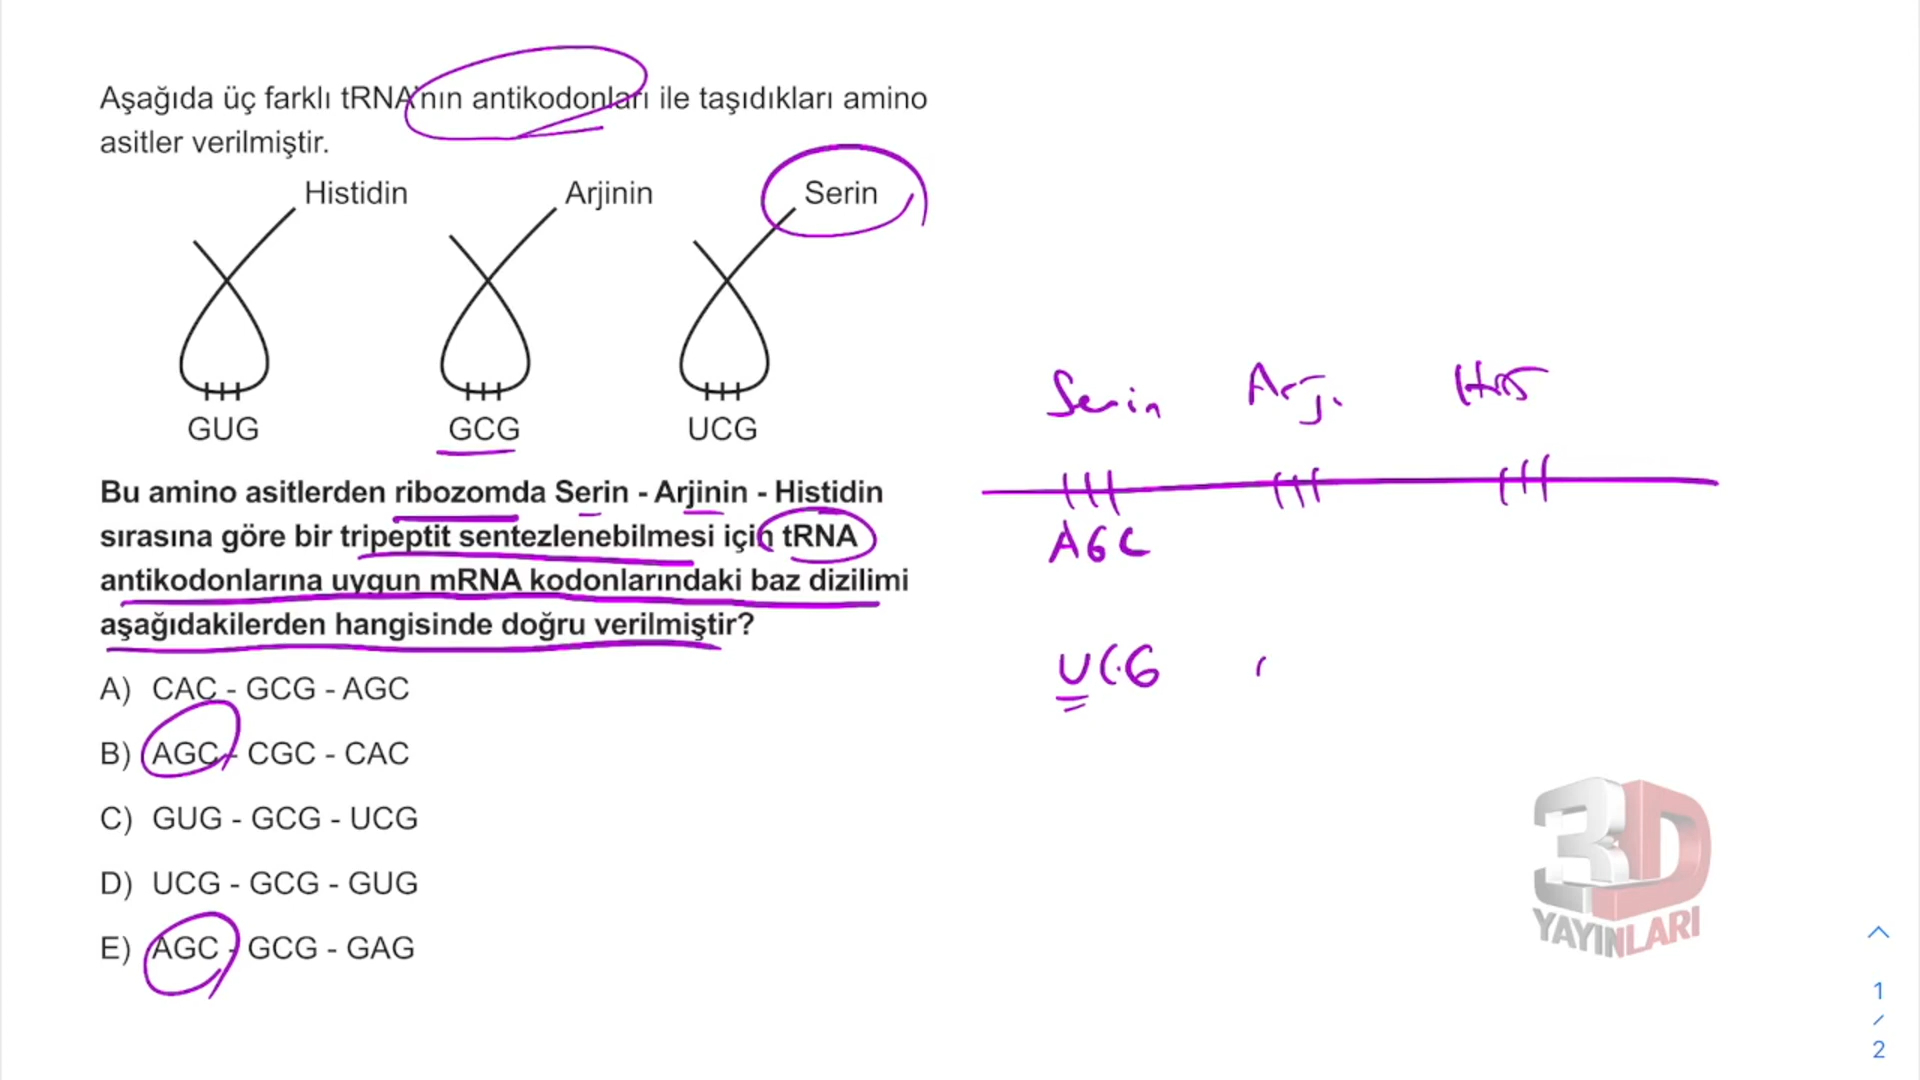 Aşağıda üç farklı tRNA'nın antikodonları ile taşıdıkları amino
asitler verilmiştir.
Histidin Arjinin Serin
GUG GCG UCG
Bu amino asitlerden ribozomda Serin - Arjinin - Histidin
sırasına göre bir tripeptit sentezlenebilmesi için tRNA
antikodonlarına uygun mRNA kodonlarındaki baz dizilimi
aşağıdakilerden hangisinde doğru verilmiştir?
A) CAC - GCG - AGC
B) AGC - CGC - CAC
C) GUG - GCG - UCG
D) UCG - GCG - GUG
E) AGC - GCG - GAG
Serin Arj. His
AGC
UCG
3D
YAYINLARI
1
/
2